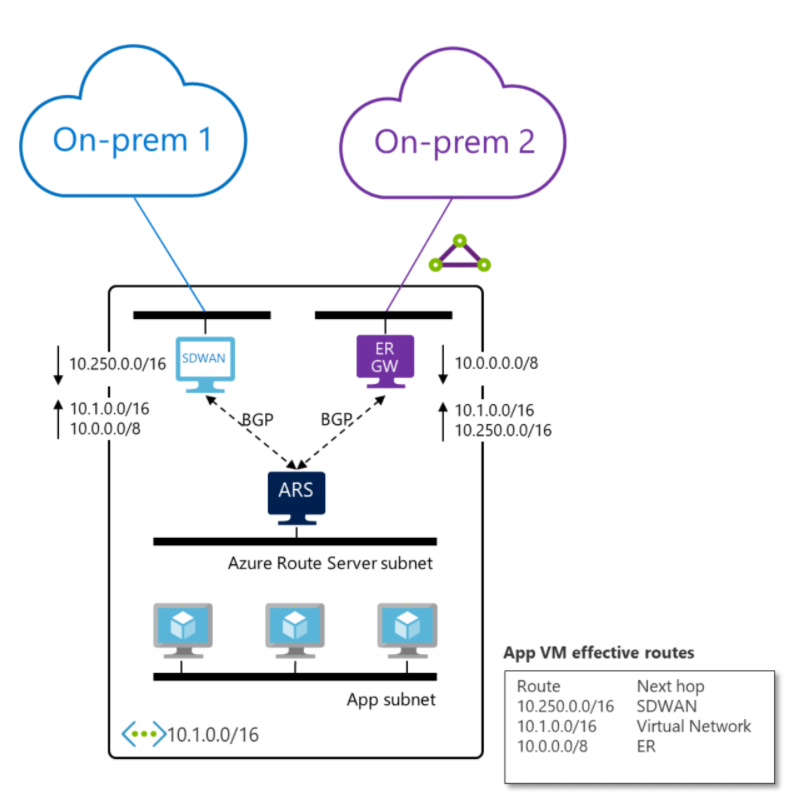 On-prem 1
On-prem 2
SDWAN
ER
GW
10.250.0.0/16
10.0.0.0.0/8
10.1.0.0/16
10.0.0.0/8
10.1.0.0/16
10.250.0.0/16
BGP
BGP
ARS
Azure Route Server subnet
App subnet
10.1.0.0/16
App VM effective routes
Route Next hop
10.250.0.0/16 SDWAN
10.1.0.0/16 Virtual Network
10.0.0.0/8 ER